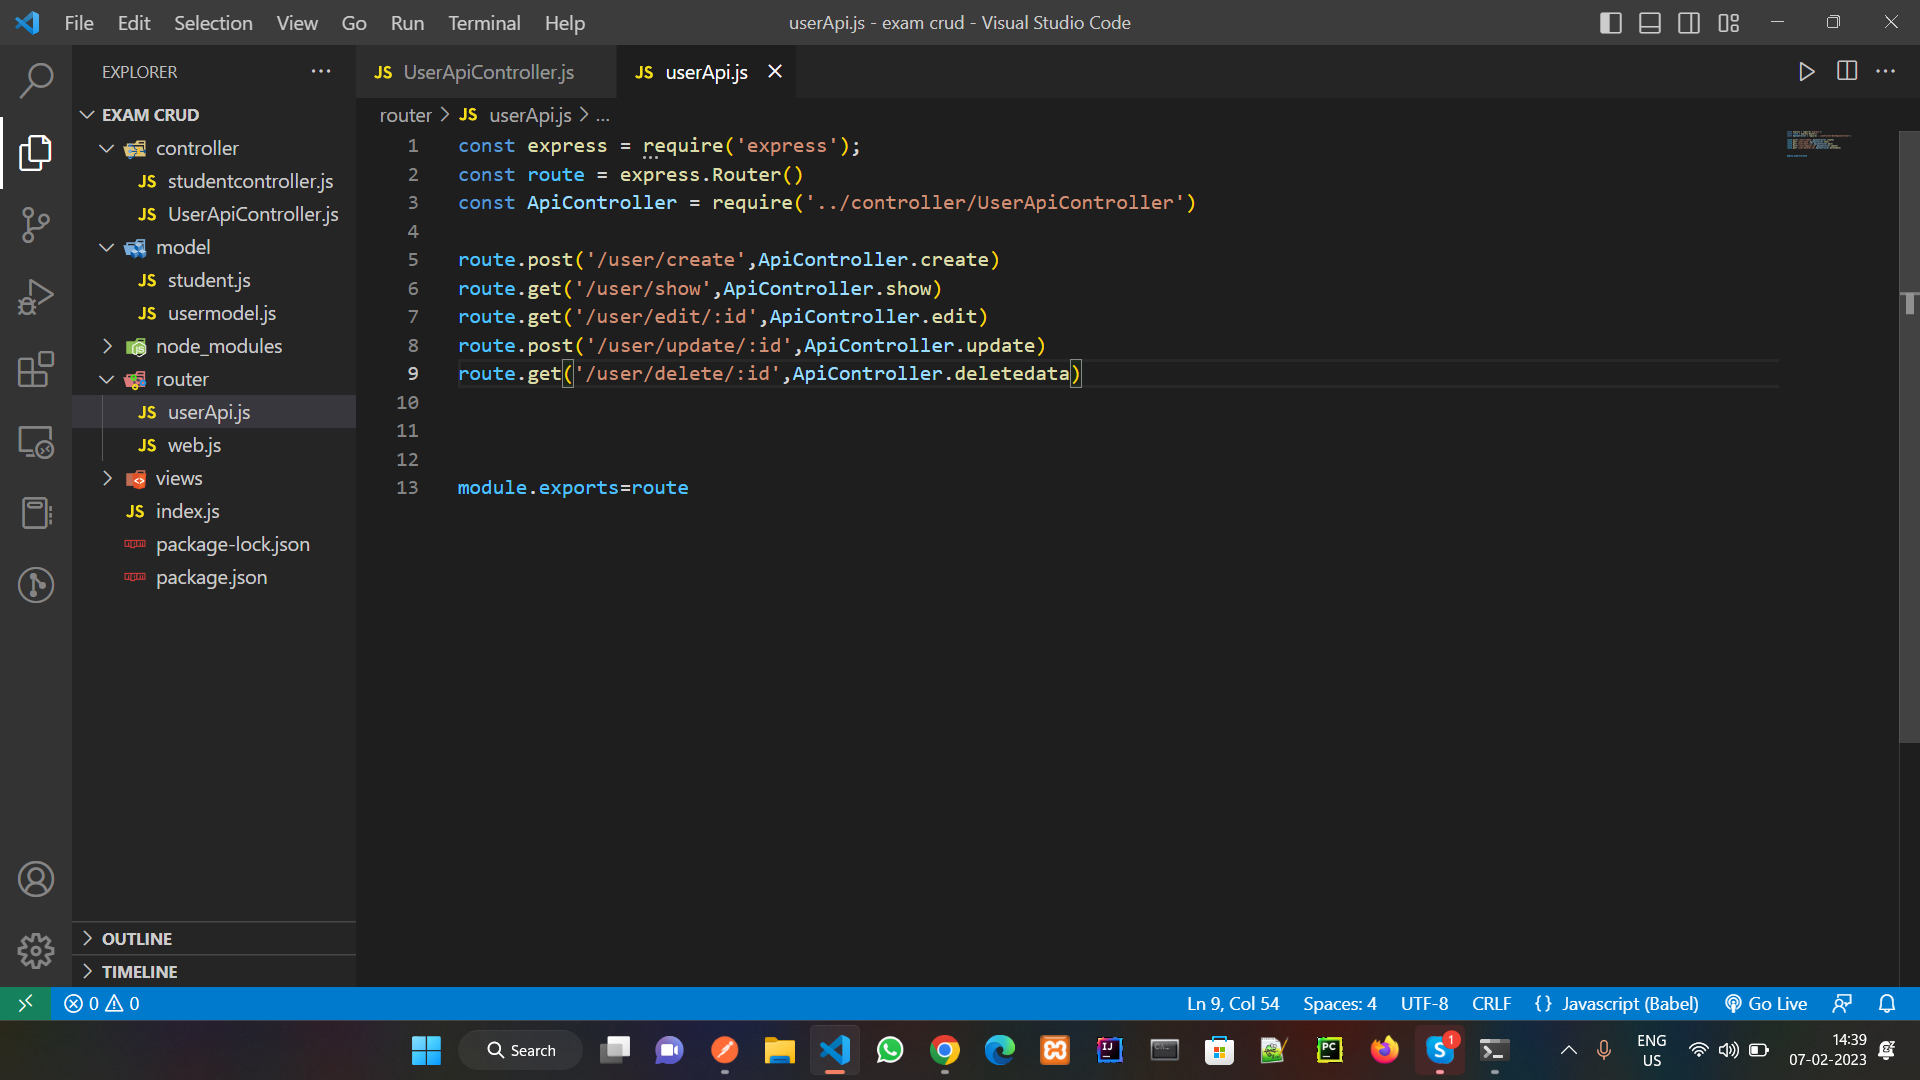 File Edit Selection View Go Run Terminal Help
userApi.js - exam crud - Visual Studio Code
EXPLORER
JS UserApiController.js
JS userApi.js
router > JS userApi.js > ...
EXAM CRUD
controller
JS studentcontroller.js
JS UserApiController.js
model
JS student.js
JS usermodel.js
node_modules
router
JS userApi.js
JS web.js
views
JS index.js
package-lock.json
package.json
OUTLINE
TIMELINE
1 const express = require('express');
2 const route = express.Router()
3 const ApiController = require('../controller/UserApiController')
4
5 route.post('/user/create',ApiController.create)
6 route.get('/user/show',ApiController.show)
7 route.get('/user/edit/:id',ApiController.edit)
8 route.post('/user/update/:id',ApiController.update)
9 route.get('/user/delete/:id',ApiController.deletedata)
10
11
12
13 module.exports=route
0 0
Ln 9, Col 54 Spaces: 4 UTF-8 CRLF {} Javascript (Babel) Go Live
Search
IJ
PC
S 1
ENG
US
14:39
07-02-2023